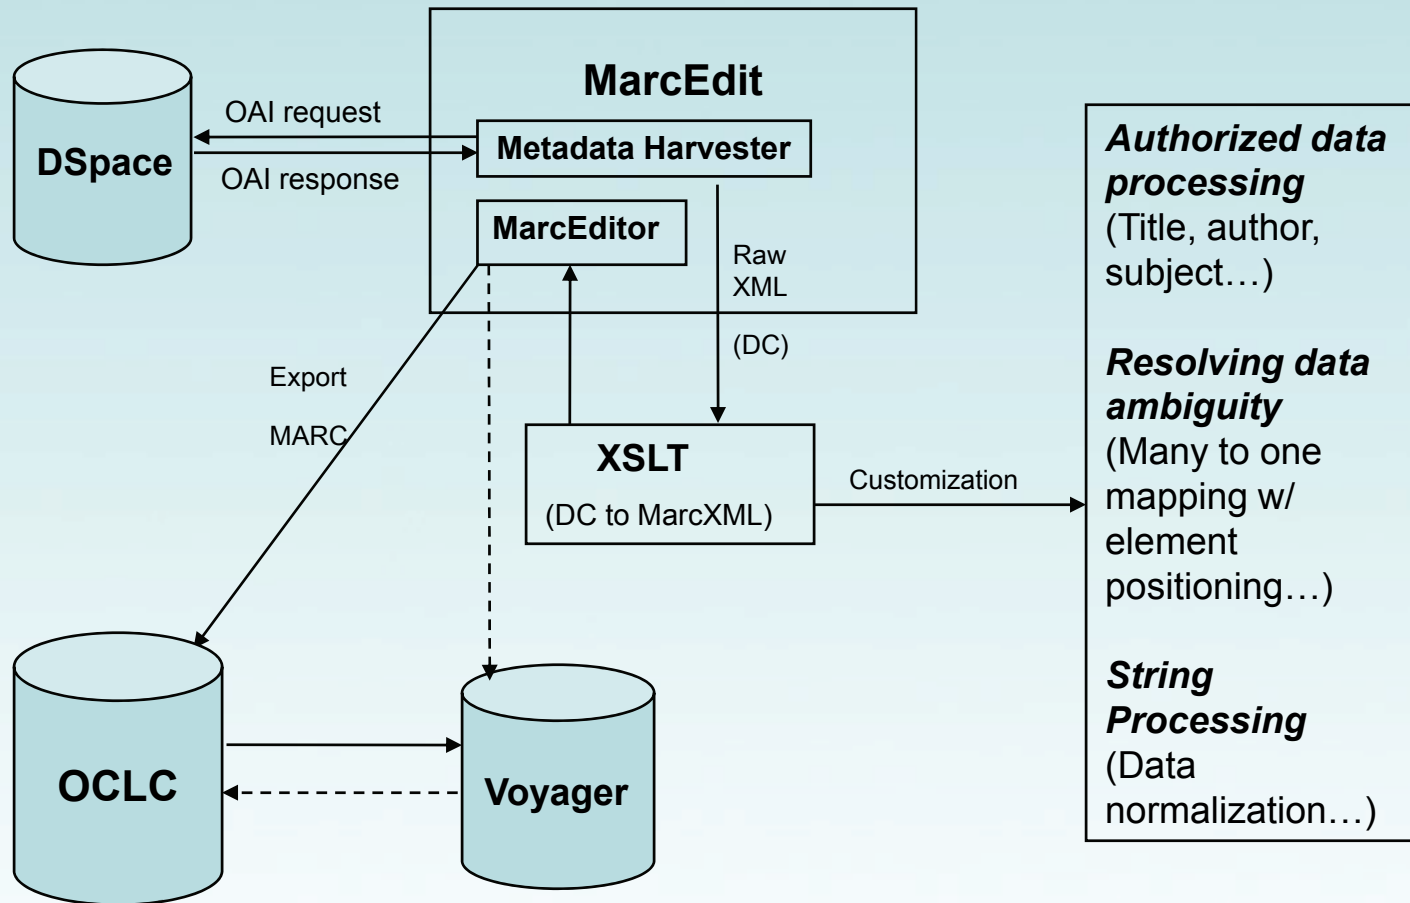 MarcEdit
OAI request
Metadata Harvester
DSpace
OAI response
MarcEditor
Raw
XML
(DC)
Export
MARC
XSLT
(DC to MarcXML)
Customization
Authorized data
processing
(Title, author,
subject…)
Resolving data
ambiguity
(Many to one
mapping w/
element
positioning…)
String
Processing
(Data
normalization…)
OCLC
Voyager